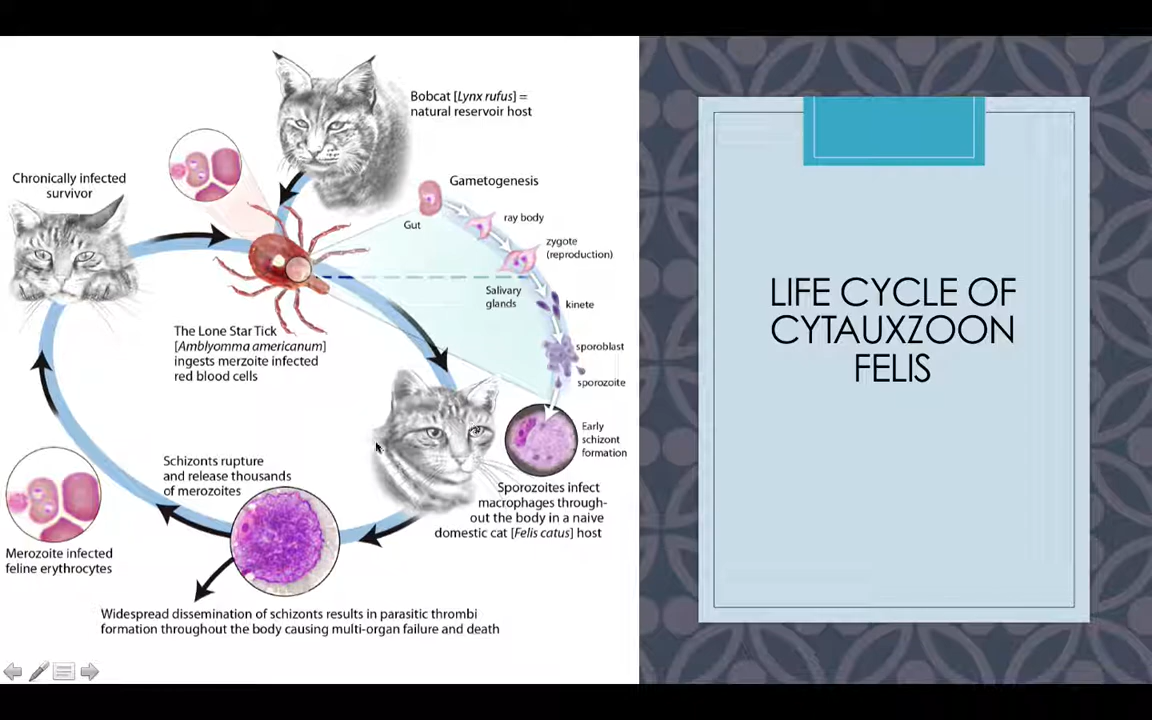 Bobcat [Lynx rufus] =
natural reservoir host
Chronically infected
survivor
Gametogenesis
Gut
ray body
zygote
(reproduction)
Salivary
glands
kinete
sporoblast
sporozoite
The Lone Star Tick
[Amblyomma americanum]
ingests merzoite infected
red blood cells
Early
schizont
formation
Sporozoites infect
macrophages through-
out the body in a naive
domestic cat [Felis catus] host
Schizonts rupture
and release thousands
of merozoites
Merozoite infected
feline erythrocytes
Widespread dissemination of schizonts results in parasitic thrombi
formation throughout the body causing multi-organ failure and death
LIFE CYCLE OF
CYTAUXZOON
FELIS